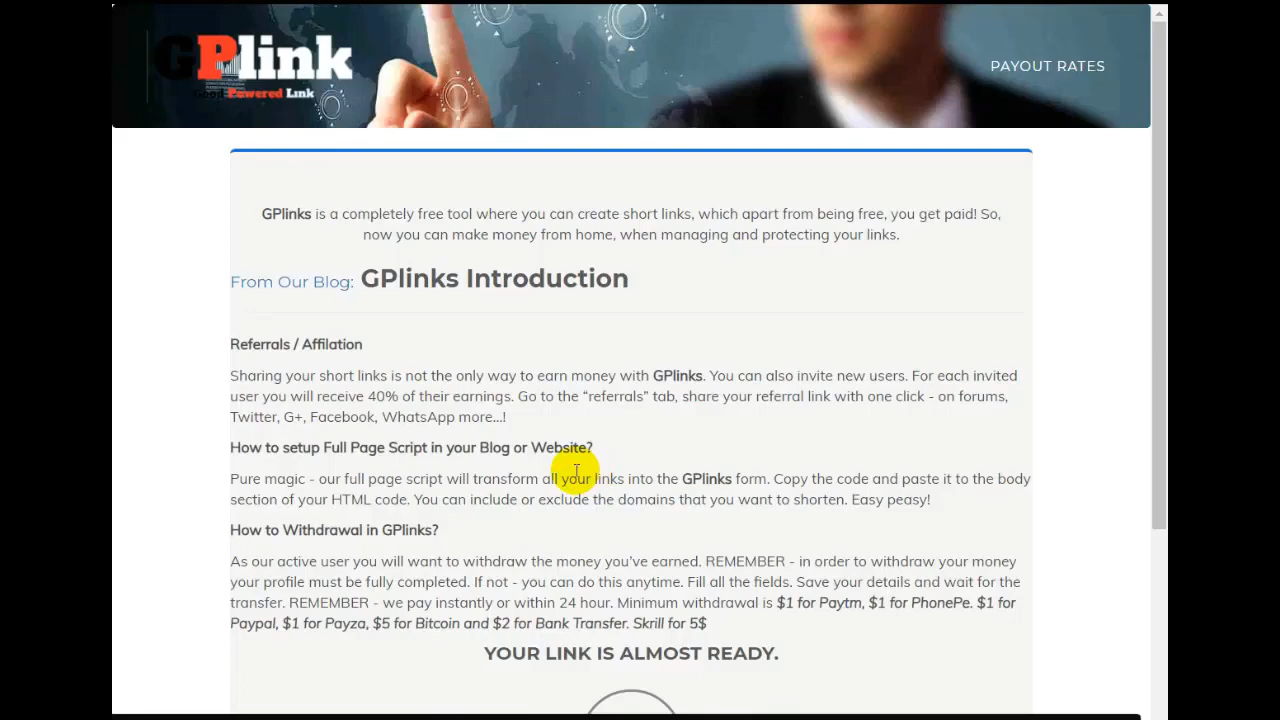 GPlink
Powered Link
PAYOUT RATES
GPlinks is a completely free tool where you can create short links, which apart from being free, you get paid! So,
now you can make money from home, when managing and protecting your links.
From Our Blog: GPlinks Introduction
Referrals / Affilation
Sharing your short links is not the only way to earn money with GPlinks. You can also invite new users. For each invited
user you will receive 40% of their earnings. Go to the “referrals” tab, share your referral link with one click - on forums,
Twitter, G+, Facebook, WhatsApp more...!
How to setup Full Page Script in your Blog or Website?
Pure magic - our full page script will transform all your links into the GPlinks form. Copy the code and paste it to the body
section of your HTML code. You can include or exclude the domains that you want to shorten. Easy peasy!
How to Withdrawal in GPlinks?
As our active user you will want to withdraw the money you’ve earned. REMEMBER - in order to withdraw your money
your profile must be fully completed. If not - you can do this anytime. Fill all the fields. Save your details and wait for the
transfer. REMEMBER - we pay instantly or within 24 hour. Minimum withdrawal is $1 for Paytm, $1 for PhonePe. $1 for
Paypal, $1 for Payza, $5 for Bitcoin and $2 for Bank Transfer. Skrill for 5$
YOUR LINK IS ALMOST READY.